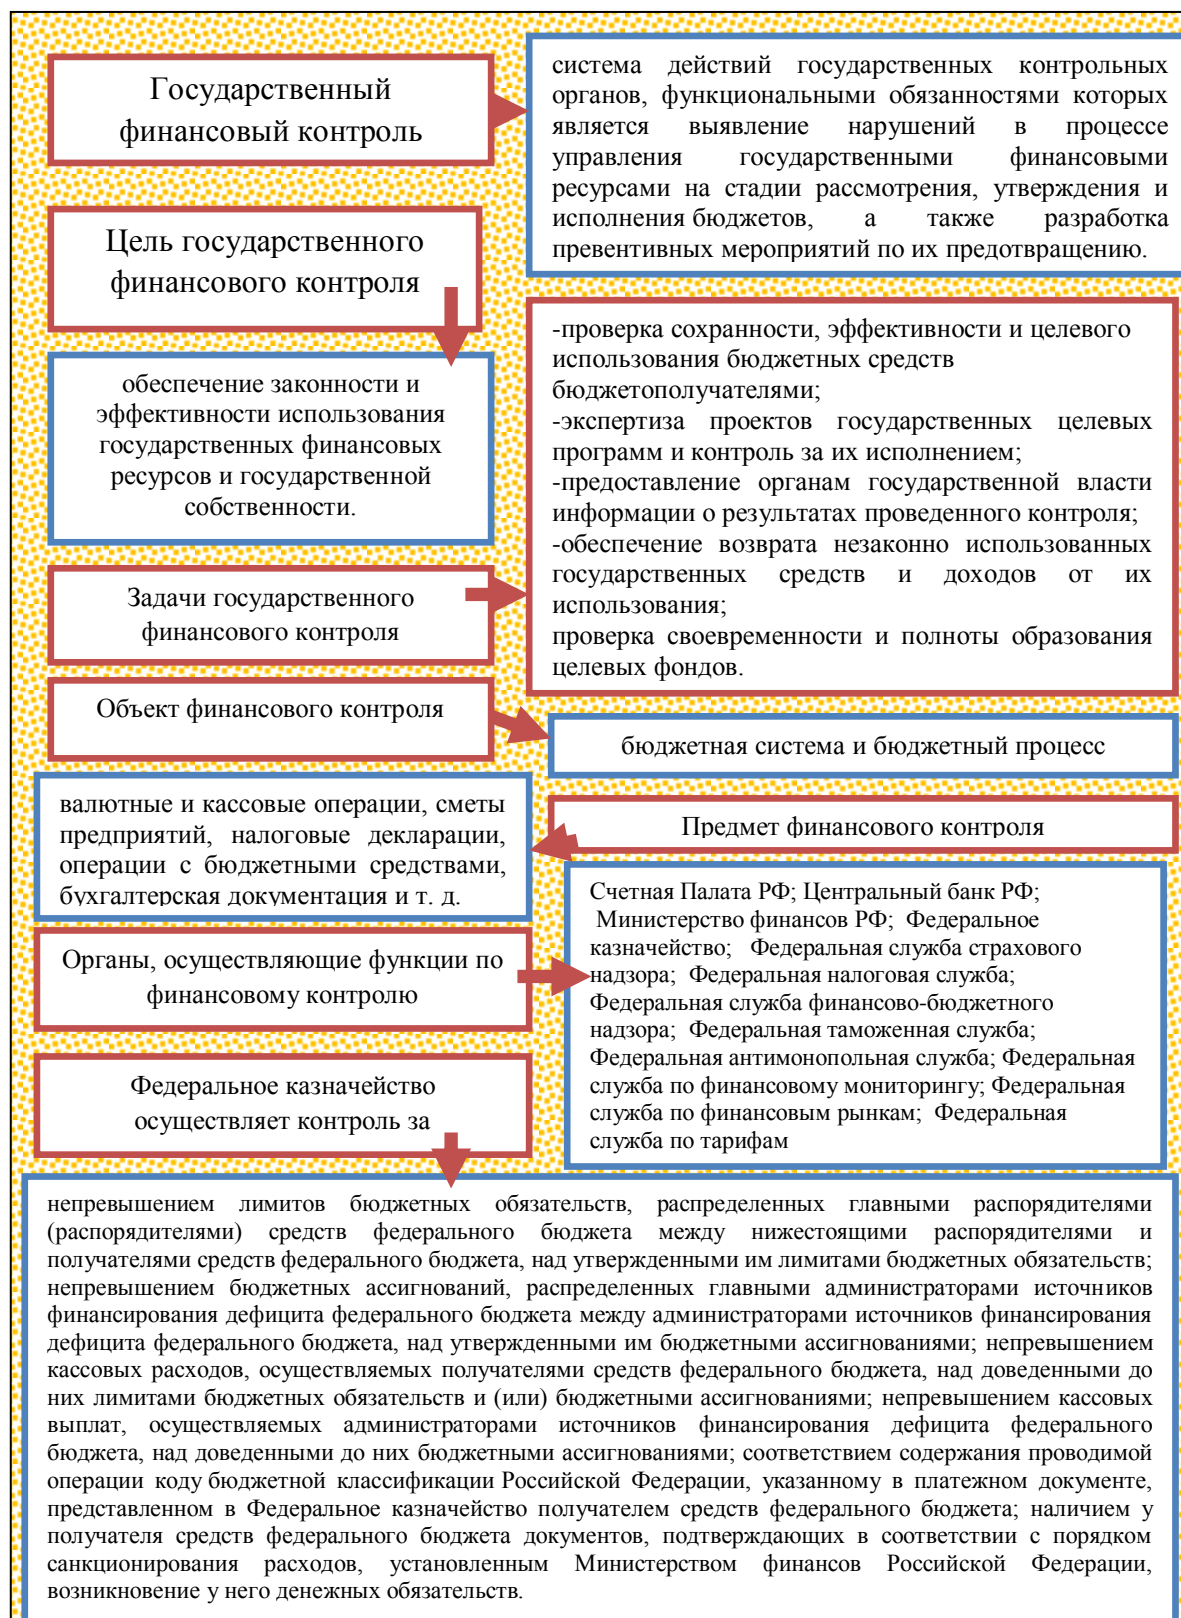 Государственный
финансовый контроль
система действий государственных контрольных
органов, функциональными обязанностями которых
является выявление нарушений в процессе
управления государственными финансовыми
ресурсами на стадии рассмотрения, утверждения и
исполнения бюджетов, а также разработка
превентивных мероприятий по их предотвращению.
Цель государственного
финансового контроля
обеспечение законности и
эффективности использования
государственных финансовых
ресурсов и государственной
собственности.
Задачи государственного
финансового контроля
-проверка сохранности, эффективности и целевого
использования бюджетных средств
бюджетополучателями;
-экспертиза проектов государственных целевых
программ и контроль за их исполнением;
-предоставление органам государственной власти
информации о результатах проведенного контроля;
-обеспечение возврата незаконно использованных
государственных средств и доходов от их
использования;
проверка своевременности и полноты образования
целевых фондов.
Объект финансового контроля
бюджетная система и бюджетный процесс
Предмет финансового контроля
валютные и кассовые операции, сметы
предприятий, налоговые декларации,
операции с бюджетными средствами,
бухгалтерская документация и т. д.
Органы, осуществляющие функции по
финансовому контролю
Счетная Палата РФ; Центральный банк РФ;
Министерство финансов РФ; Федеральное
казначейство; Федеральная служба страхового
надзора; Федеральная налоговая служба;
Федеральная служба финансово-бюджетного
надзора; Федеральная таможенная служба;
Федеральная антимонопольная служба; Федеральная
служба по финансовому мониторингу; Федеральная
служба по финансовым рынкам; Федеральная
служба по тарифам
Федеральное казначейство
осуществляет контроль за
непревышением лимитов бюджетных обязательств, распределенных главными распорядителями
(распорядителями) средств федерального бюджета между нижестоящими распорядителями и
получателями средств федерального бюджета, над утвержденными им лимитами бюджетных обязательств;
непревышением бюджетных ассигнований, распределенных главными администраторами источников
финансирования дефицита федерального бюджета между администраторами источников финансирования
дефицита федерального бюджета, над утвержденными им бюджетными ассигнованиями; непревышением
кассовых расходов, осуществляемых получателями средств федерального бюджета, над доведенными до
них лимитами бюджетных обязательств и (или) бюджетными ассигнованиями; непревышением кассовых
выплат, осуществляемых администраторами источников финансирования дефицита федерального
бюджета, над доведенными до них бюджетными ассигнованиями; соответствием содержания проводимой
операции коду бюджетной классификации Российской Федерации, указанному в платежном документе,
представленном в Федеральное казначейство получателем средств федерального бюджета; наличием у
получателя средств федерального бюджета документов, подтверждающих в соответствии с порядком
санкционирования расходов, установленным Министерством финансов Российской Федерации,
возникновение у него денежных обязательств.